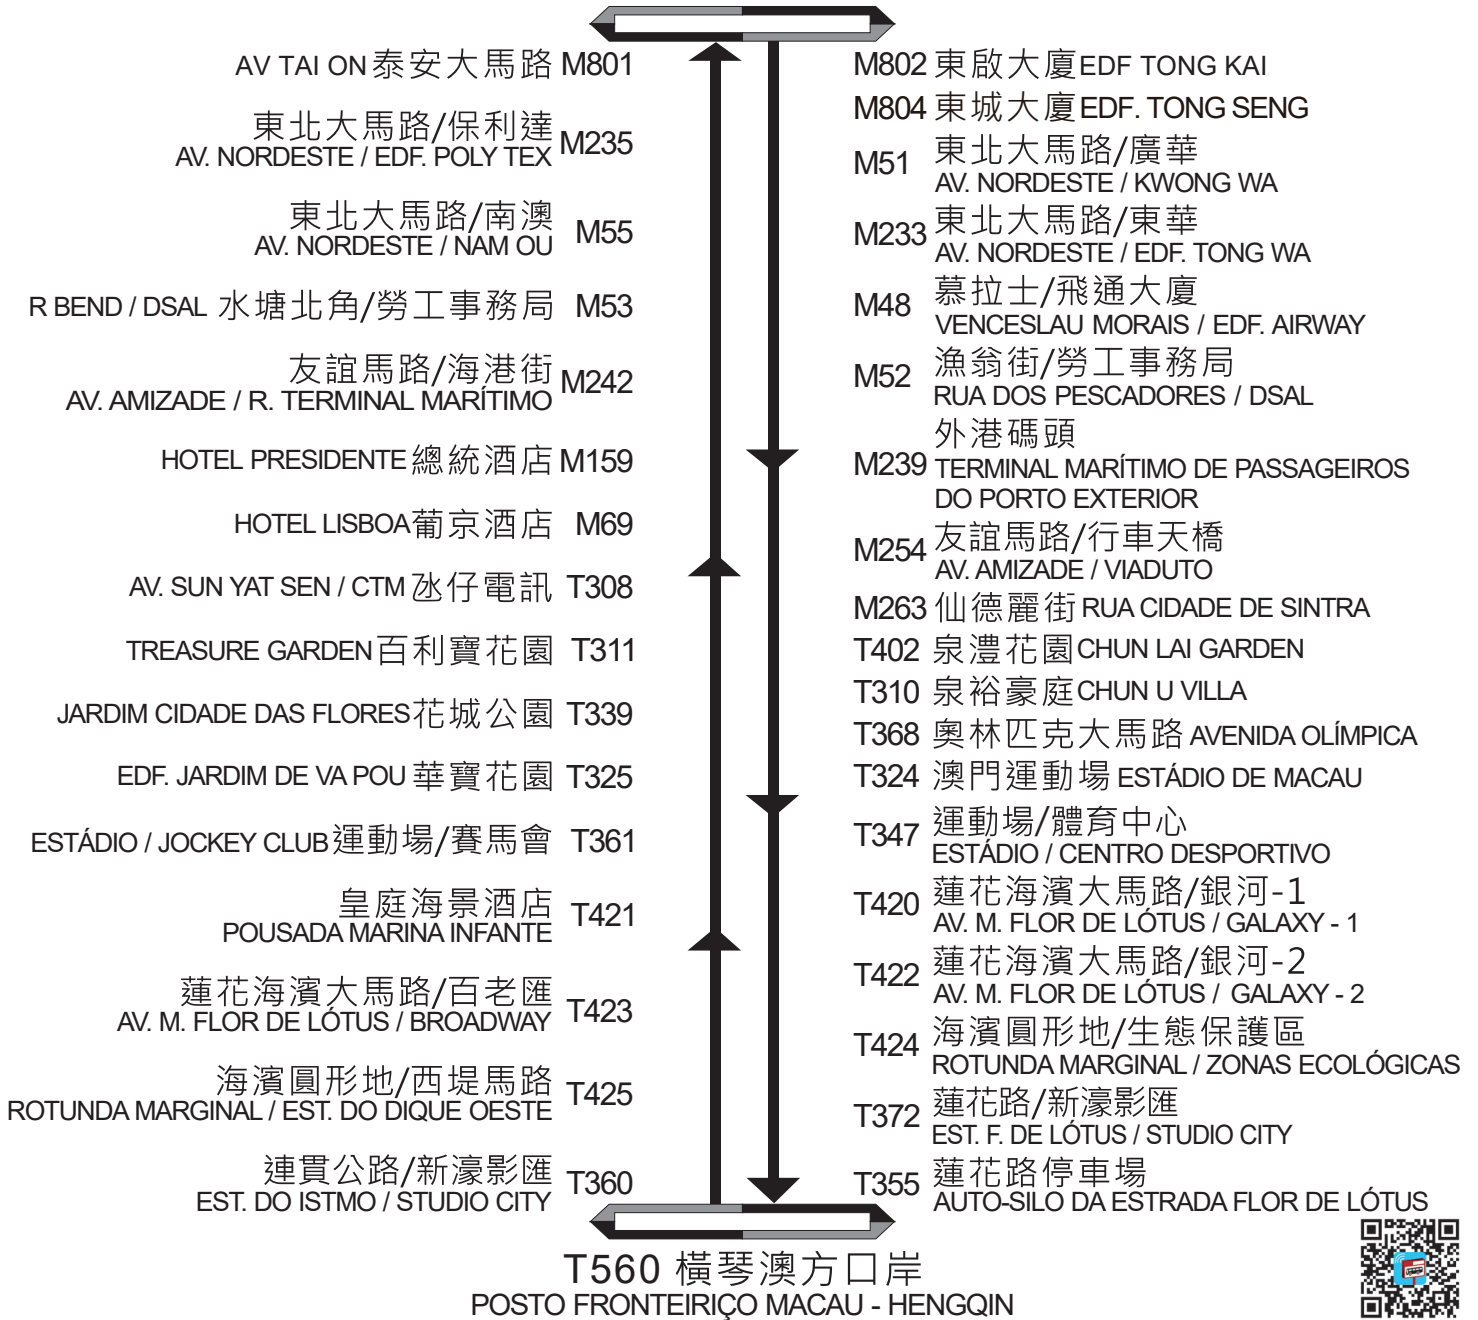 AV TAI ON 泰安大馬路 M801
東北大馬路/保利達
AV. NORDESTE / EDF. POLY TEX
M235
東北大馬路/南澳
AV. NORDESTE / NAM OU
M55
R BEND / DSAL 水塘北角/勞工事務局 M53
友誼馬路/海港街
AV. AMIZADE / R. TERMINAL MARÍTIMO
M242
HOTEL PRESIDENTE 總統酒店 M159
HOTEL LISBOA 葡京酒店 M69
AV. SUN YAT SEN / CTM 氹仔電訊 T308
TREASURE GARDEN 百利寶花園 T311
JARDIM CIDADE DAS FLORES 花城公園 T339
EDF. JARDIM DE VA POU 華寶花園 T325
ESTÁDIO / JOCKEY CLUB 運動場/賽馬會 T361
皇庭海景酒店
POUSADA MARINA INFANTE
T421
蓮花海濱大馬路/百老匯
AV. M. FLOR DE LÓTUS / BROADWAY
T423
海濱圓形地/西堤馬路
ROTUNDA MARGINAL / EST. DO DIQUE OESTE
T425
連貫公路/新濠影匯
EST. DO ISTMO / STUDIO CITY
T360
M802 東啟大廈 EDF TONG KAI
M804 東城大廈 EDF. TONG SENG
M51 東北大馬路/廣華
AV. NORDESTE / KWONG WA
M233 東北大馬路/東華
AV. NORDESTE / EDF. TONG WA
M48 慕拉士/飛通大廈
VENCESLAU MORAIS / EDF. AIRWAY
M52 漁翁街/勞工事務局
RUA DOS PESCADORES / DSAL
外港碼頭
M239 TERMINAL MARÍTIMO DE PASSAGEIROS
DO PORTO EXTERIOR
M254 友誼馬路/行車天橋
AV. AMIZADE / VIADUTO
M263 仙德麗街 RUA CIDADE DE SINTRA
T402 泉澧花園 CHUN LAI GARDEN
T310 泉裕豪庭 CHUN U VILLA
T368 奧林匹克大馬路 AVENIDA OLÍMPICA
T324 澳門運動場 ESTÁDIO DE MACAU
T347 運動場/體育中心
ESTÁDIO / CENTRO DESPORTIVO
T420 蓮花海濱大馬路/銀河-1
AV. M. FLOR DE LÓTUS / GALAXY - 1
T422 蓮花海濱大馬路/銀河-2
AV. M. FLOR DE LÓTUS / GALAXY - 2
T424 海濱圓形地/生態保護區
ROTUNDA MARGINAL / ZONAS ECOLÓGICAS
T372 蓮花路/新濠影匯
EST. F. DE LÓTUS / STUDIO CITY
T355 蓮花路停車場
AUTO-SILO DA ESTRADA FLOR DE LÓTUS
T560 橫琴澳方口岸
POSTO FRONTEIRIÇO MACAU - HENGQIN